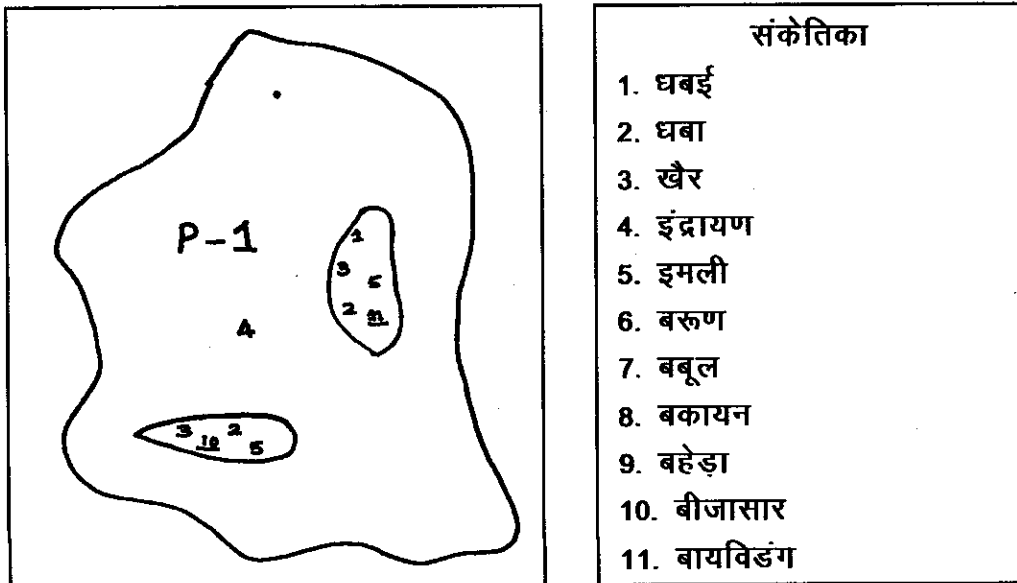 P-1
1
3
5
2 11
4
3 10 2 5
संकेतिका
1. धबई
2. धबा
3. खैर
4. इंद्रायण
5. इमली
6. बरूण
7. बबूल
8. बकायन
9. बहेड़ा
10. बीजासार
11. बायविडंग